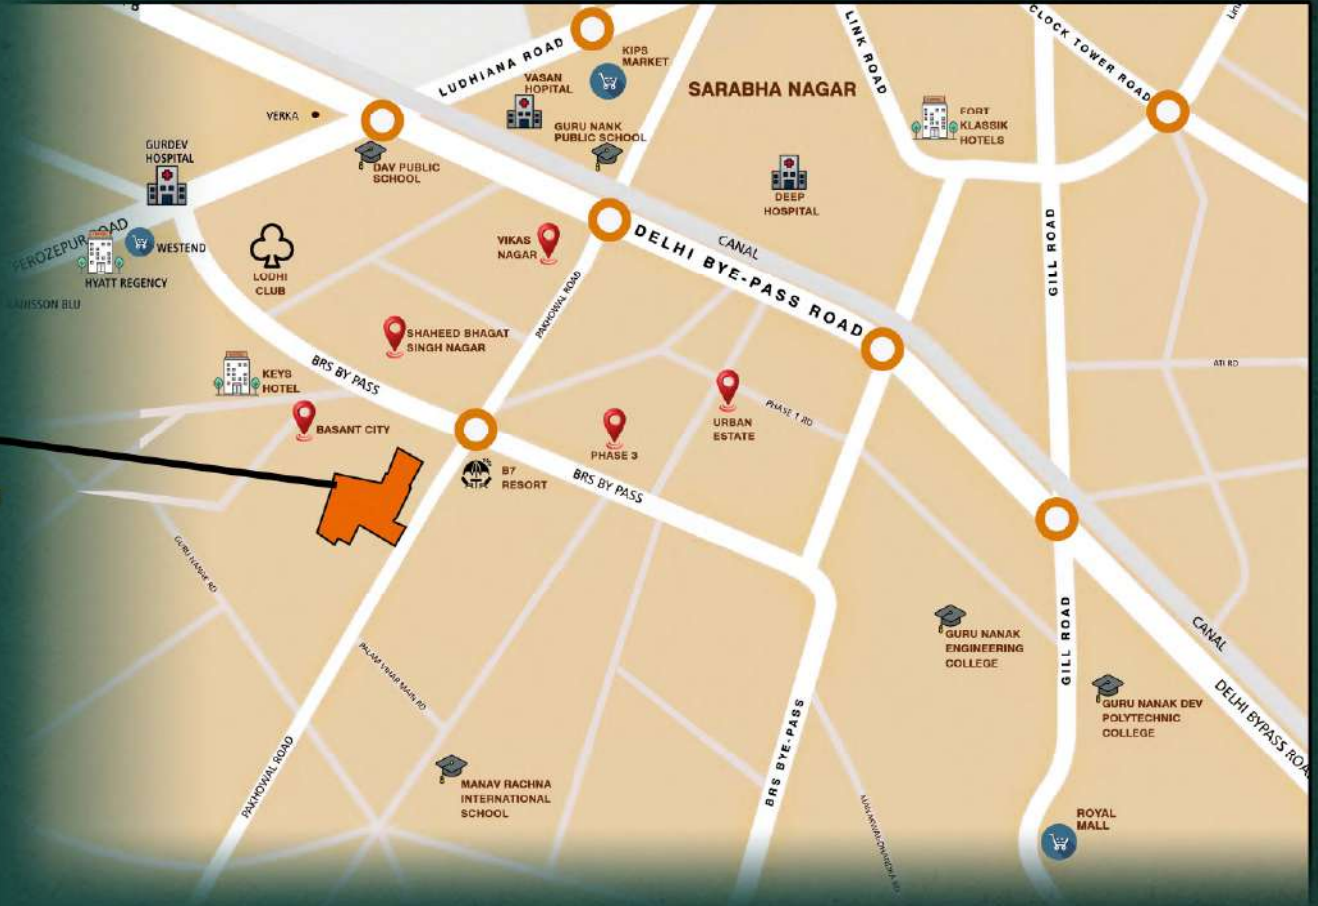 LUDHIANA ROAD
KIPS
MARKET
VASAN
HOPITAL
LINK ROAD
CLOCK TOWER ROAD
SARABHA NAGAR
VERKA
FORT
KLASSIK
HOTELS
GURU NANK
PUBLIC SCHOOL
GURDEV
HOSPITAL
DAV PUBLIC
SCHOOL
DEEP
HOSPITAL
FEROZEPUR ROAD
WESTEND
HYATT REGENCY
LODHI
CLUB
VIKAS
NAGAR
DELHI BYE-PASS ROAD
CANAL
GILL ROAD
PAKHOWAL ROAD
SHAHEED BHAGAT
SINGH NAGAR
BRS BY PASS
KEYS
HOTEL
ATI RD
BASANT CITY
URBAN
ESTATE
PHASE 1 RD
PHASE 3
B7
RESORT
BRS BY PASS
GURU NANAK RD
PALAM VIHAR MAIN RD
GURU NANAK
ENGINEERING
COLLEGE
GILL ROAD
CANAL
GURU NANAK DEV
POLYTECHNIC
COLLEGE
DELHI BYPASS ROA
PAKHOWAL ROAD
MANAV RACHNA
INTERNATIONAL
SCHOOL
BRS BYE-PASS
ROYAL
MALL